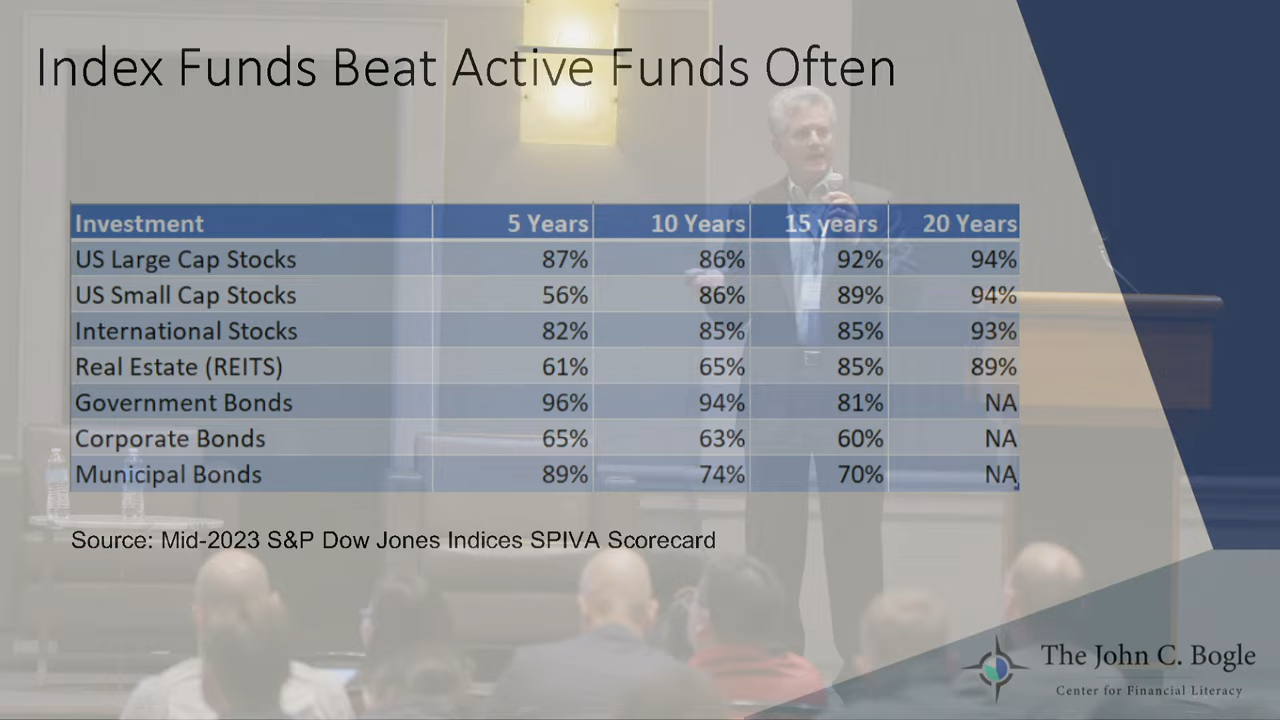 Index Funds Beat Active Funds Often
Investment 5 Years 10 Years 15 years 20 Years
US Large Cap Stocks 87% 86% 92% 94%
US Small Cap Stocks 56% 86% 89% 94%
International Stocks 82% 85% 85% 93%
Real Estate (REITS) 61% 65% 85% 89%
Government Bonds 96% 94% 81% NA
Corporate Bonds 65% 63% 60% NA
Municipal Bonds 89% 74% 70% NA
Source: Mid-2023 S&P Dow Jones Indices SPIVA Scorecard
The John C. Bogle
Center for Financial Literacy